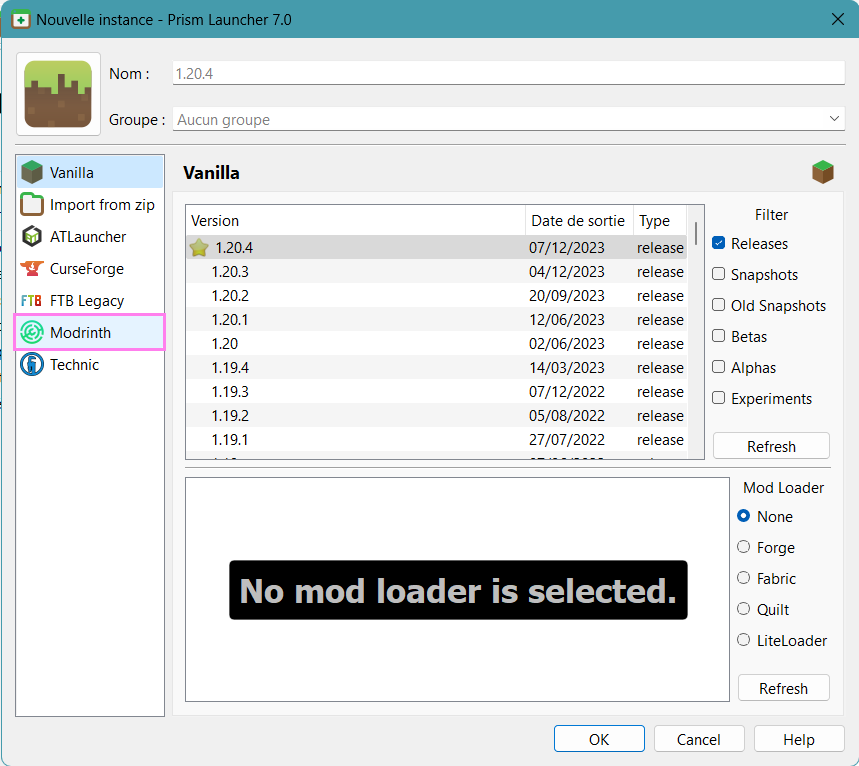 Nouvelle instance - Prism Launcher 7.0
Nom :
1.20.4
Groupe :
Aucun groupe
Vanilla
Import from zip
ATLauncher
CurseForge
FTB FTB Legacy
Modrinth
Technic
Vanilla
Version Date de sortie Type
1.20.4 07/12/2023 release
1.20.3 04/12/2023 release
1.20.2 20/09/2023 release
1.20.1 12/06/2023 release
1.20 02/06/2023 release
1.19.4 14/03/2023 release
1.19.3 07/12/2022 release
1.19.2 05/08/2022 release
1.19.1 27/07/2022 release
Filter
Releases
Snapshots
Old Snapshots
Betas
Alphas
Experiments
Refresh
No mod loader is selected.
Mod Loader
None
Forge
Fabric
Quilt
LiteLoader
Refresh
OK Cancel Help